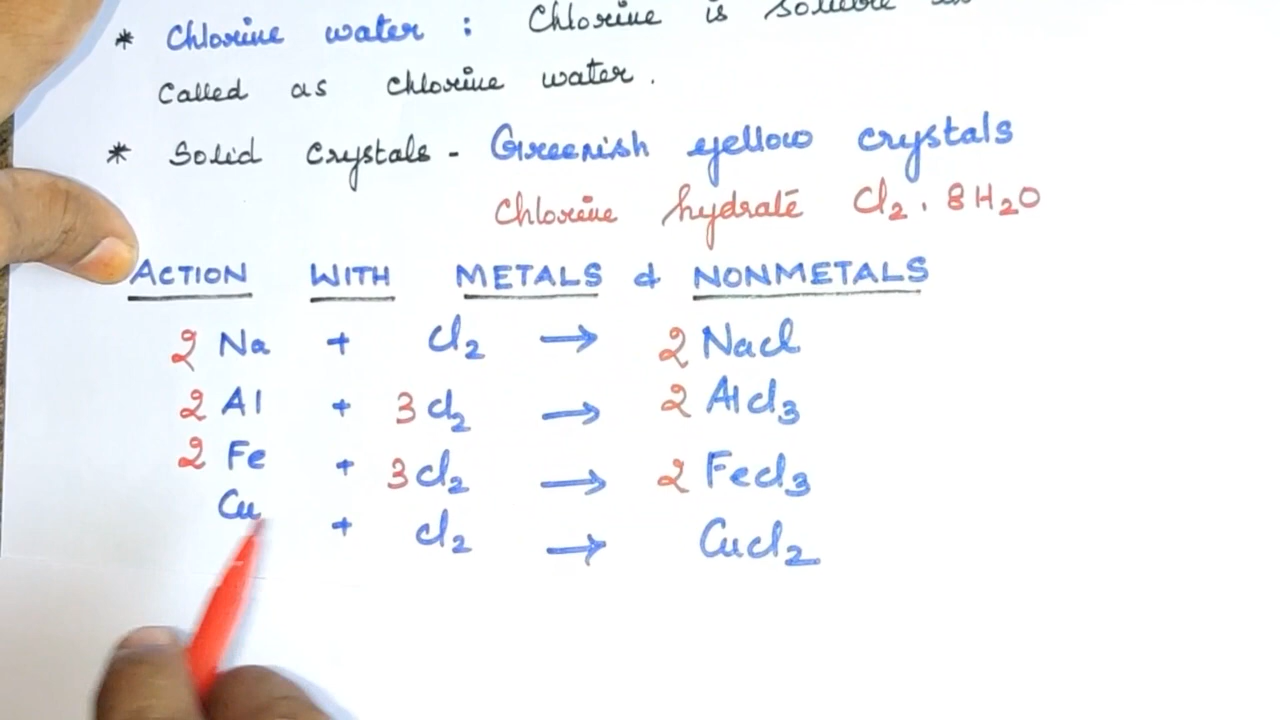 * Chlorine water : Chlorine is soluble in
called as chlorine water.
* Solid crystals - Greenish yellow crystals
Chlorine hydrate Cl2 . 8H2O
ACTION WITH METALS & NONMETALS
2 Na + Cl2 → 2 Nacl
2 Al + 3 cl2 → 2 Alcl3
2 Fe + 3 cl2 → 2 Fecl3
Cu + cl2 → Cucl2